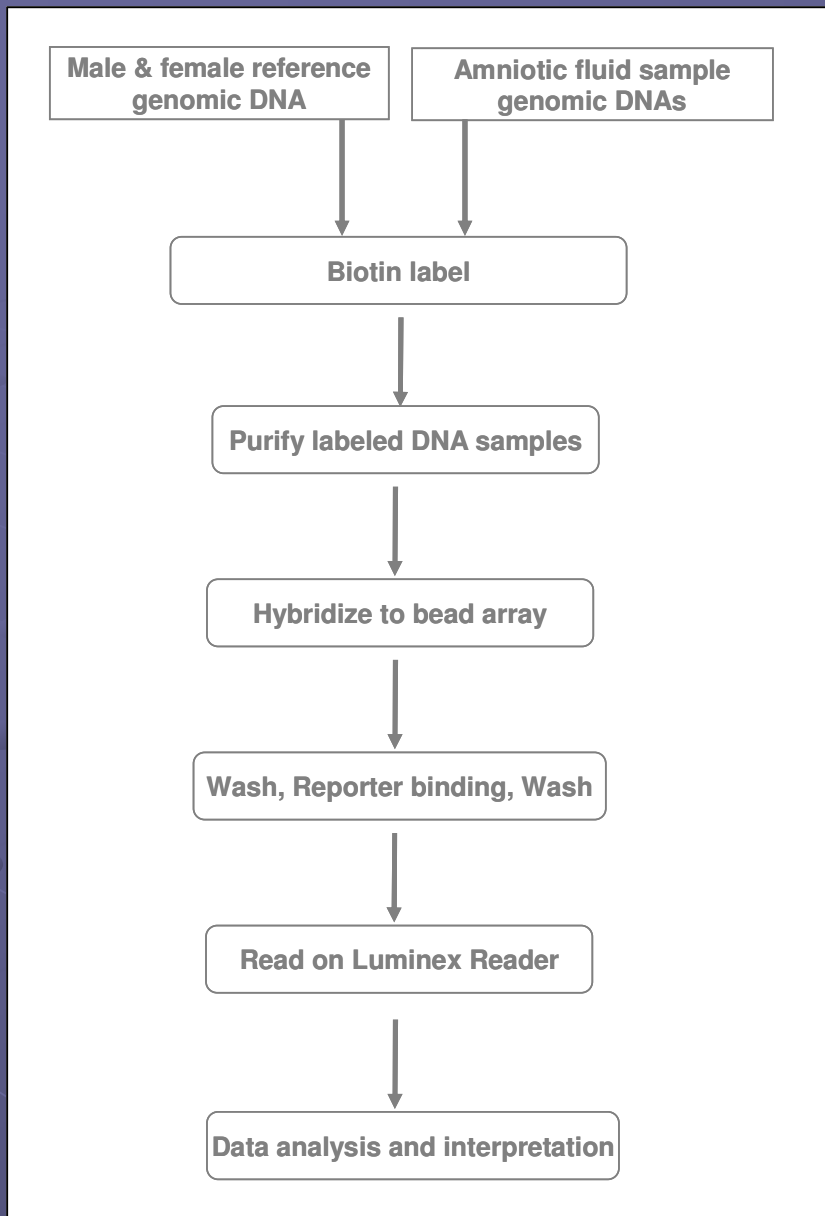 Male & female reference
genomic DNA
Amniotic fluid sample
genomic DNAs
Biotin label
Purify labeled DNA samples
Hybridize to bead array
Wash, Reporter binding, Wash
Read on Luminex Reader
Data analysis and interpretation